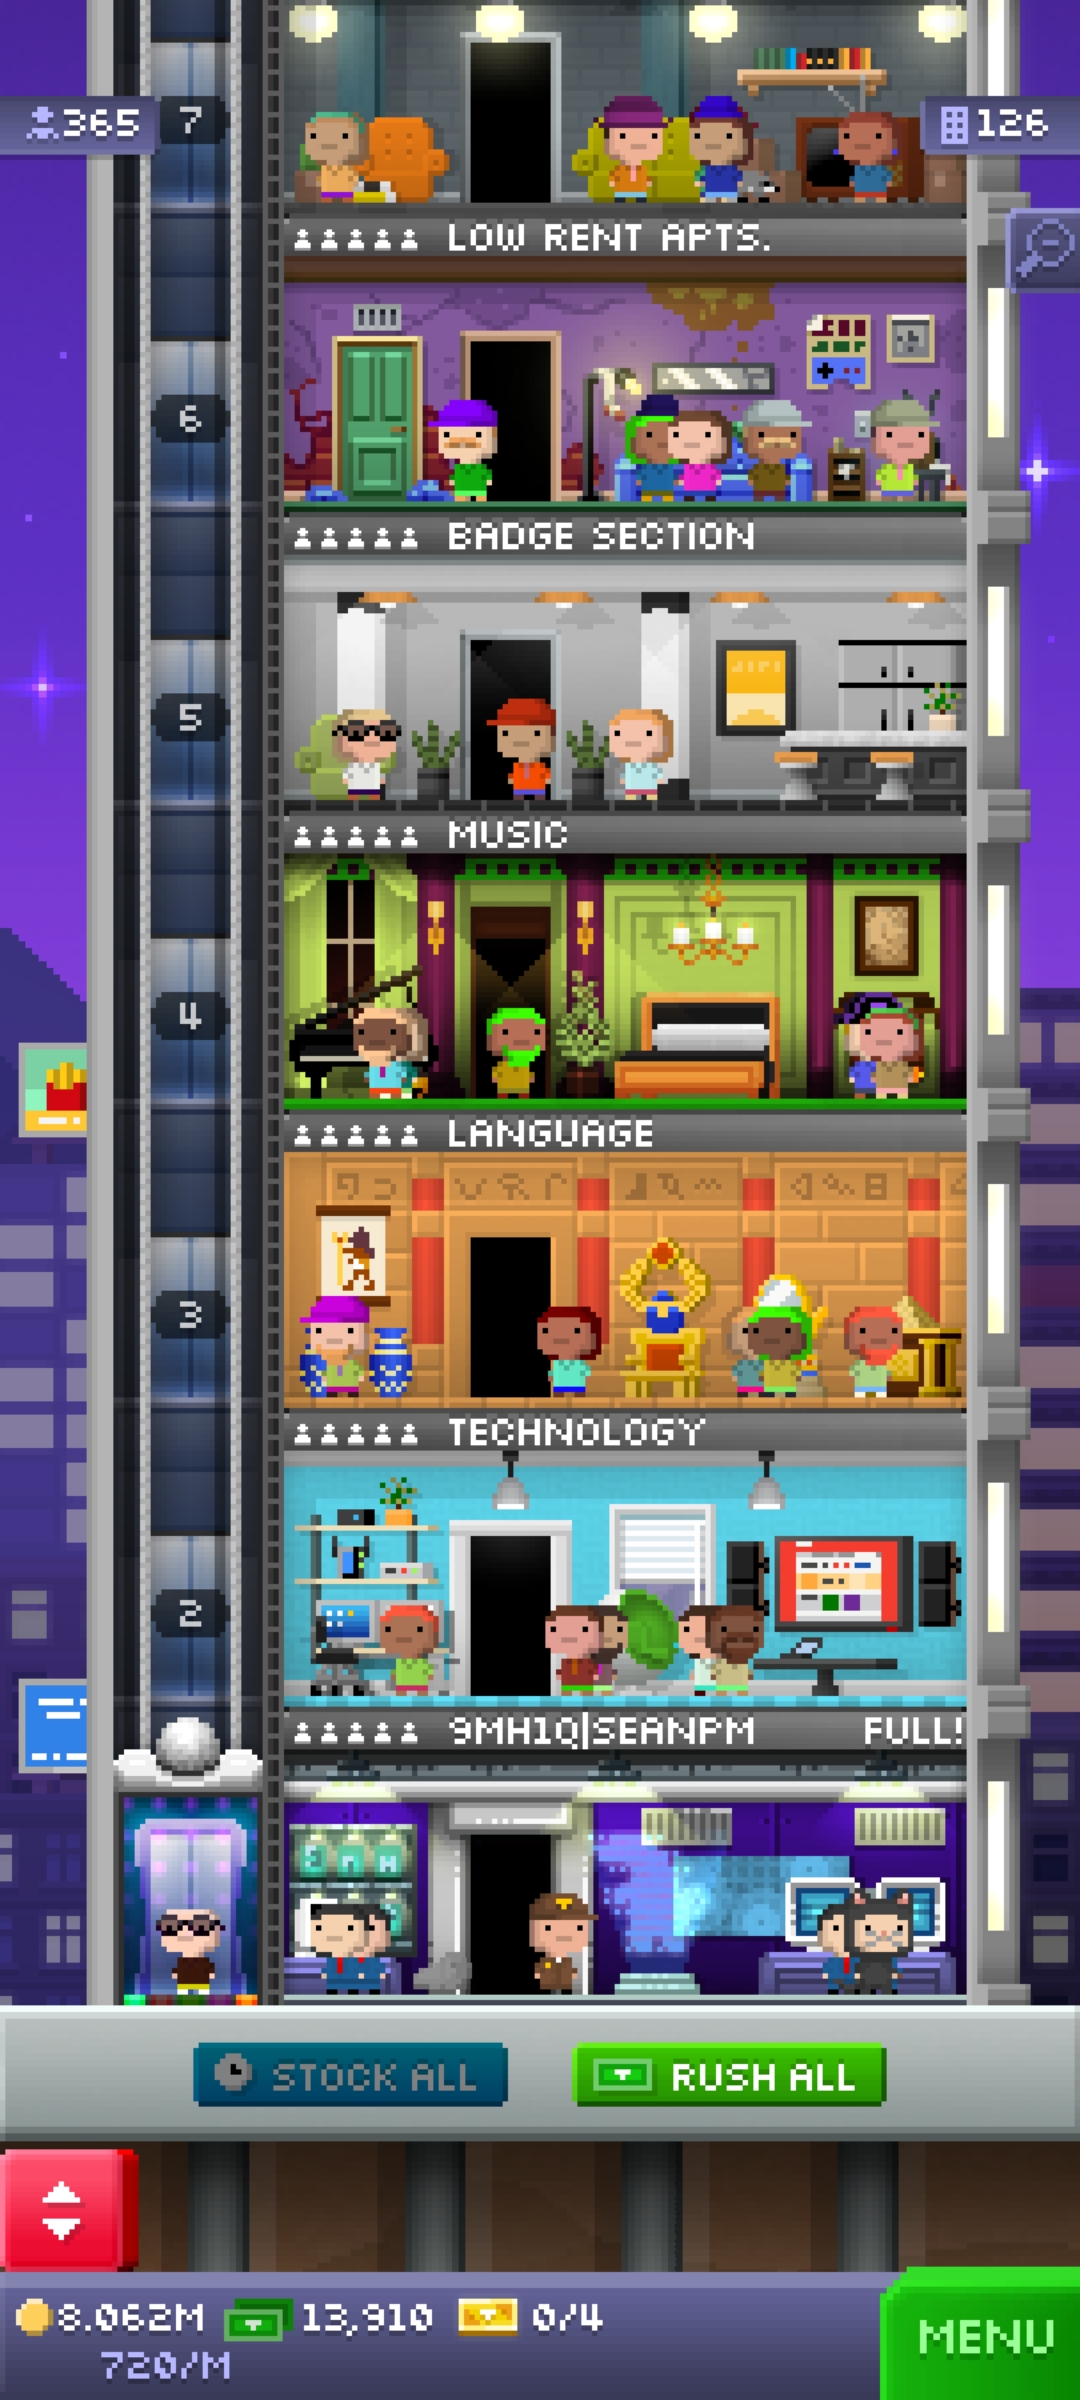 7
365
126
LOW RENT APTS.
6
BADGE SECTION
5
MUSIC
4
LANGUAGE
3
TECHNOLOGY
2
9MH1Q|SEANPM FULL!
STOCK ALL
RUSH ALL
8.062M
13,910
0/4
720/M
MENU